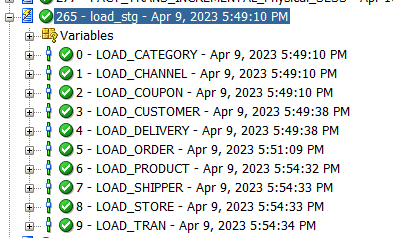 265 - load_stg - Apr 9, 2023 5:49:10 PM
Variables
0 - LOAD_CATEGORY - Apr 9, 2023 5:49:10 PM
1 - LOAD_CHANNEL - Apr 9, 2023 5:49:10 PM
2 - LOAD_COUPON - Apr 9, 2023 5:49:10 PM
3 - LOAD_CUSTOMER - Apr 9, 2023 5:49:38 PM
4 - LOAD_DELIVERY - Apr 9, 2023 5:49:38 PM
5 - LOAD_ORDER - Apr 9, 2023 5:51:09 PM
6 - LOAD_PRODUCT - Apr 9, 2023 5:54:32 PM
7 - LOAD_SHIPPER - Apr 9, 2023 5:54:33 PM
8 - LOAD_STORE - Apr 9, 2023 5:54:33 PM
9 - LOAD_TRAN - Apr 9, 2023 5:54:34 PM